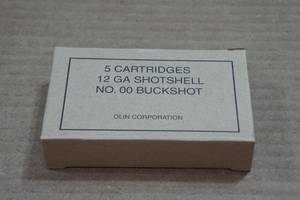 5 CARTRIDGES
12 GA SHOTSHELL
NO. 00 BUCKSHOT
OLIN CORPORATION